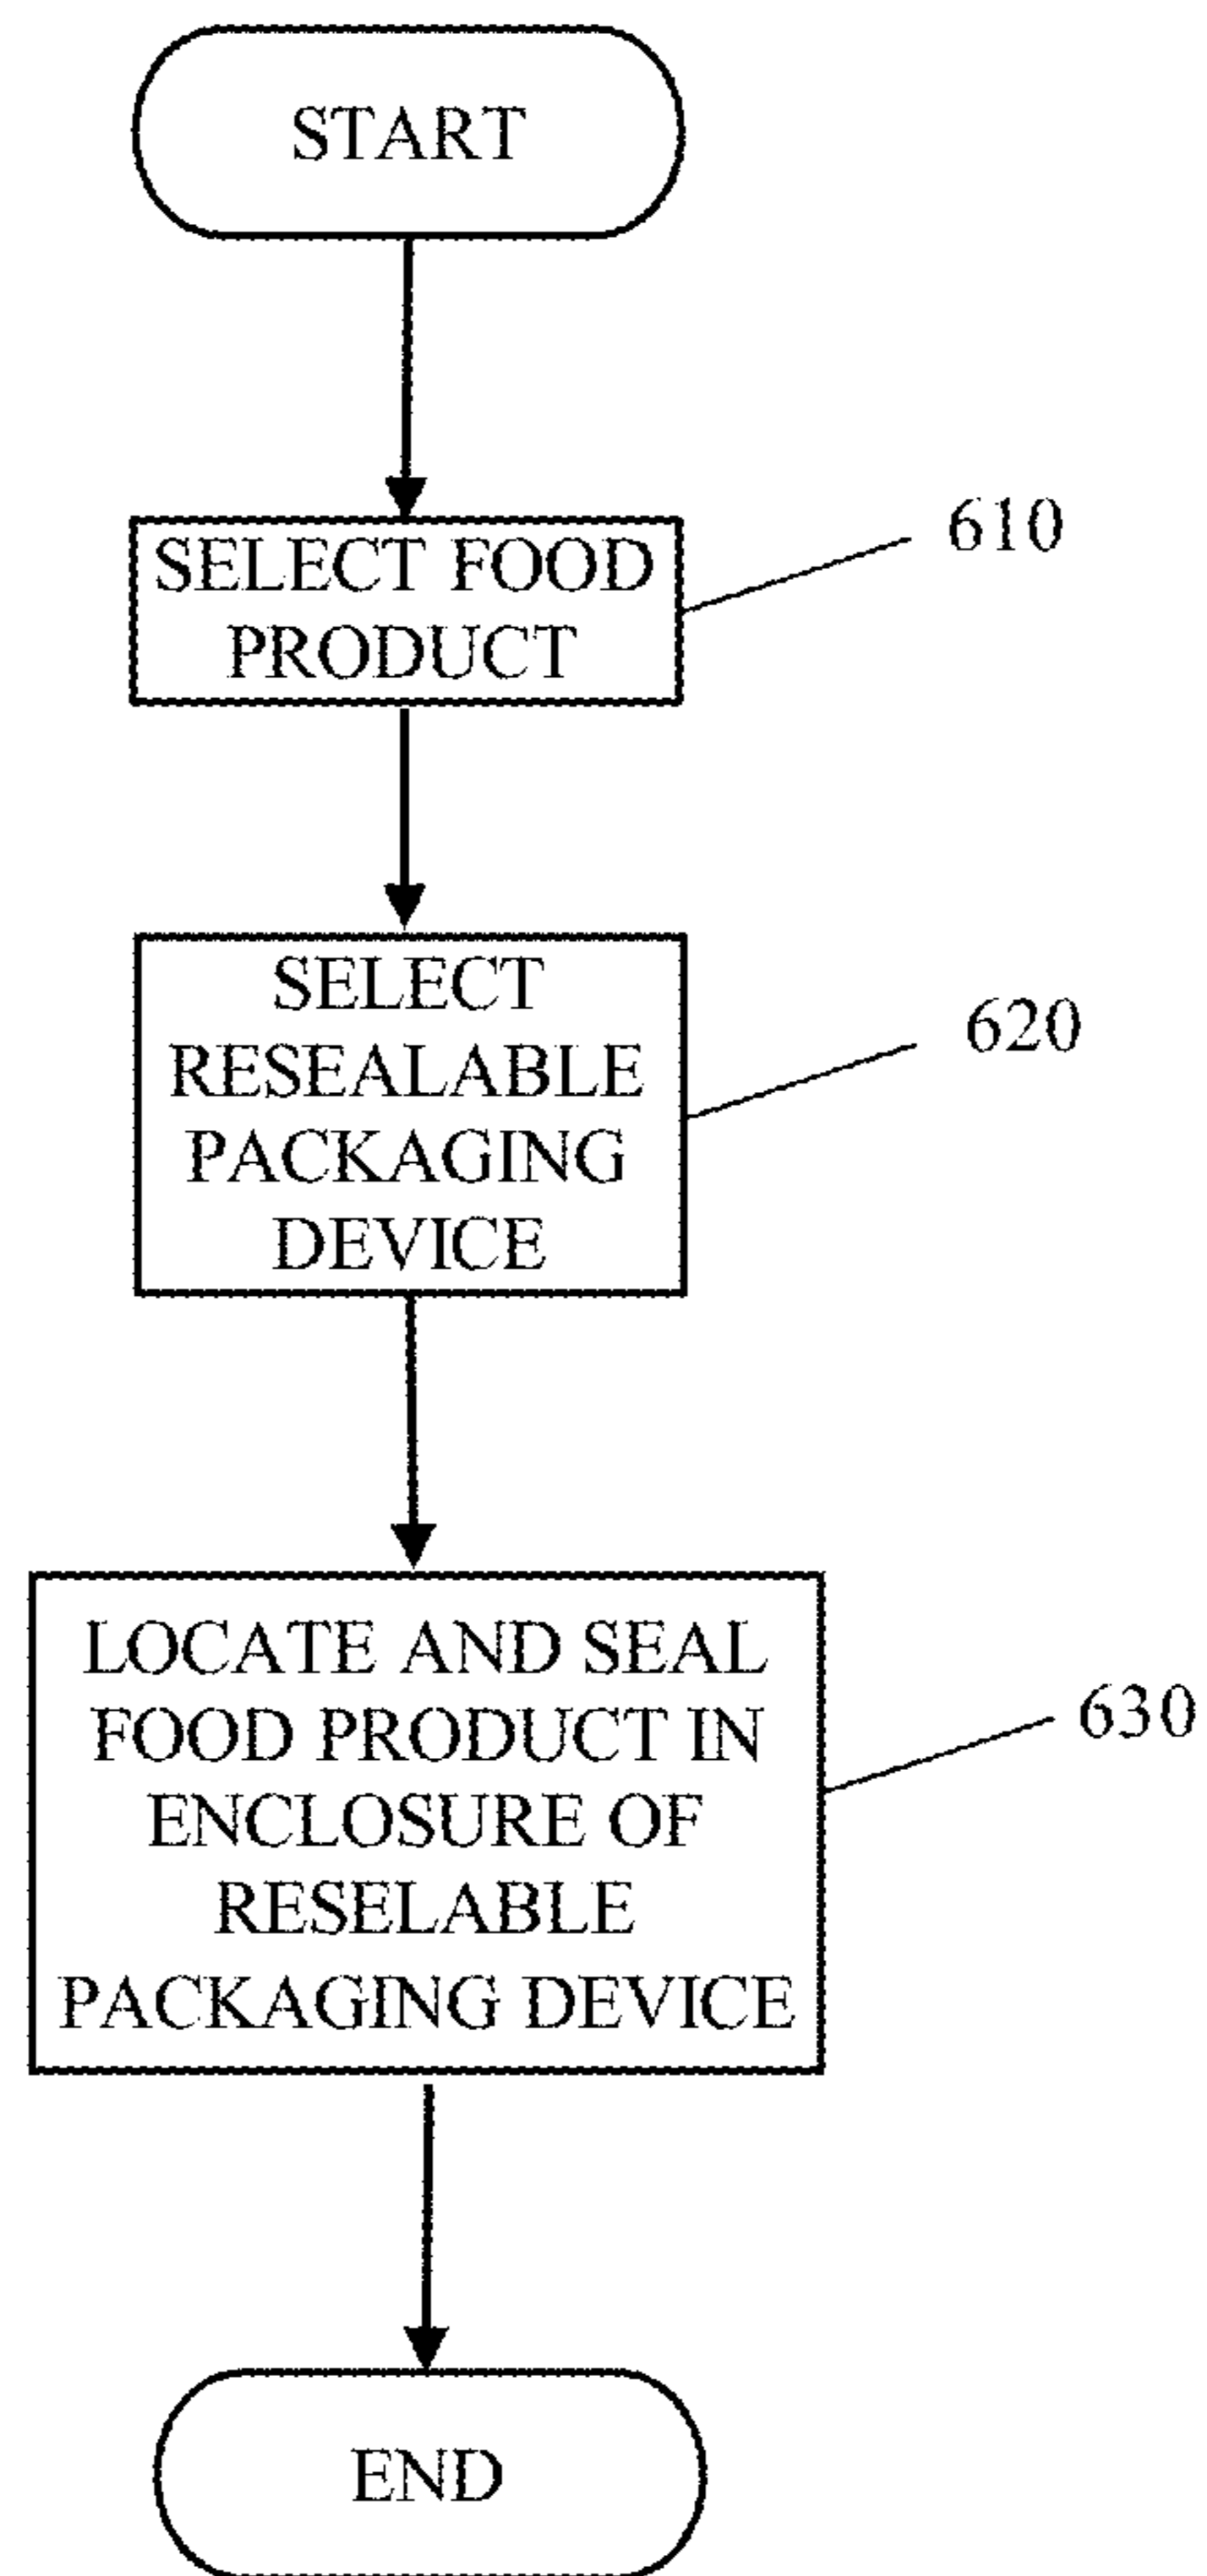 START
SELECT FOOD
PRODUCT
610
SELECT
RESEALABLE
PACKAGING
DEVICE
620
LOCATE AND SEAL
FOOD PRODUCT IN
ENCLOSURE OF
RESELABLE
PACKAGING DEVICE
630
END